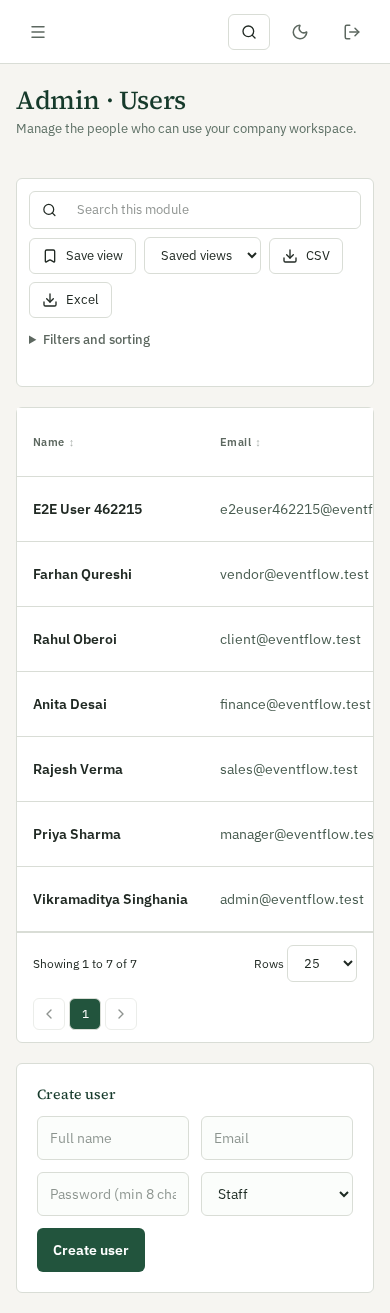 Admin · Users
Manage the people who can use your company workspace.
Search this module
Save view
Saved views
CSV
Excel
Filters and sorting
Name ↕ Email ↕
E2E User 462215 e2euser462215@eventf
Farhan Qureshi vendor@eventflow.test
Rahul Oberoi client@eventflow.test
Anita Desai finance@eventflow.test
Rajesh Verma sales@eventflow.test
Priya Sharma manager@eventflow.tes
Vikramaditya Singhania admin@eventflow.test
Showing 1 to 7 of 7 Rows 25
1
Create user
Full name Email
Password (min 8 cha Staff
Create user